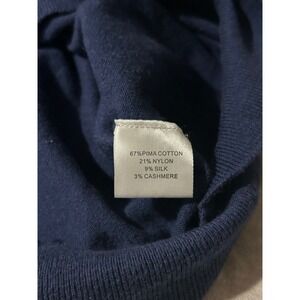 67%PIMA COTTON
21% NYLON
9% SILK
3% CASHMERE